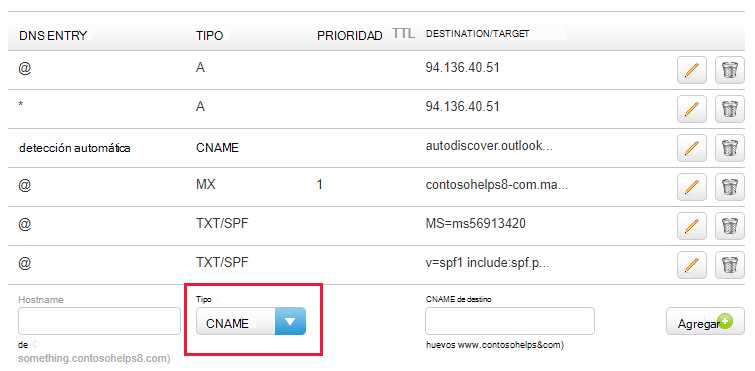 DNS ENTRY TIPO PRIORIDAD TTL DESTINATION/TARGET
@ A 94.136.40.51
* A 94.136.40.51
detección automática CNAME autodiscover.outlook...
@ MX 1 contosohelps8-com.ma...
@ TXT/SPF MS=ms56913420
@ TXT/SPF v=spf1 include:spf.p...
Hostname Tipo CNAME de destino
CNAME Agregar
de huevos www.contosohelps&com)
something.contosohelps8.com)